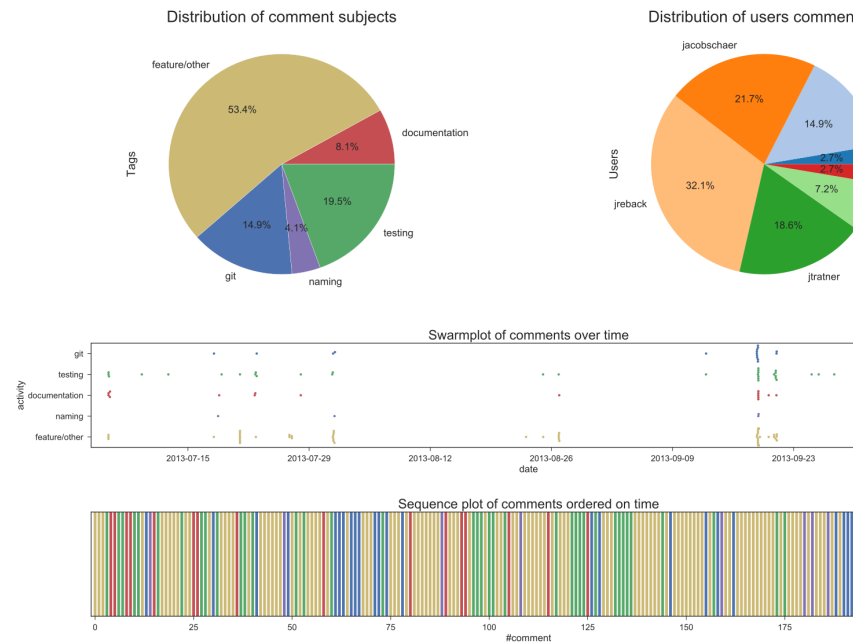 Distribution of comment subjects
feature/other
53.4%
documentation
8.1%
Tags
19.5%
testing
14.9%
4.1%
git
naming
Distribution of users commen
jacobschaer
21.7%
14.9%
Users
2.7%
2.7%
32.1%
7.2%
jreback
18.6%
jtratner
Swarmplot of comments over time
git
testing
activity
documentation
naming
feature/other
2013-07-15 2013-07-29 2013-08-12 2013-08-26 2013-09-09 2013-09-23
date
Sequence plot of comments ordered on time
0 25 50 75 100 125 150 175
#comment